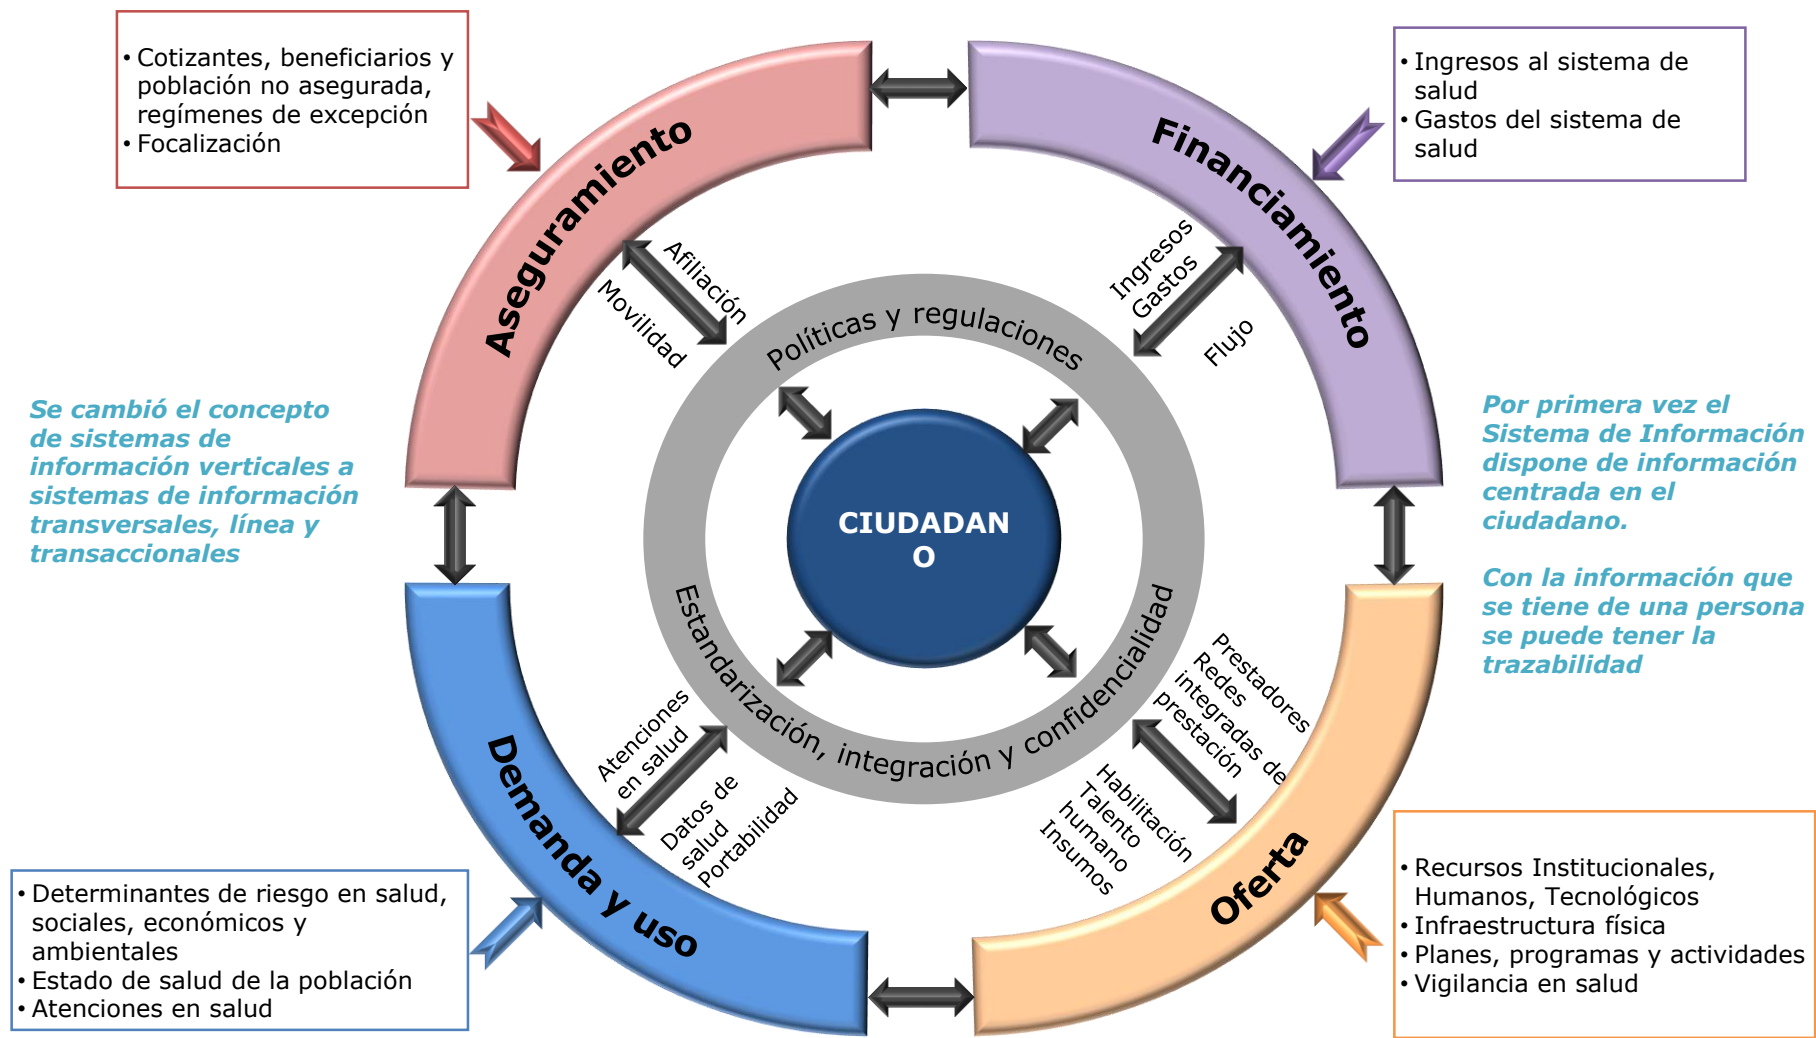 • Cotizantes, beneficiarios y
población no asegurada,
regímenes de excepción
• Focalización
• Ingresos al sistema de
salud
• Gastos del sistema de
salud
Aseguramiento
Financiamiento
Afiliación
Movilidad
Ingresos
Gastos
Flujo
Políticas y regulaciones
Se cambió el concepto
de sistemas de
información verticales a
sistemas de información
transversales, línea y
transaccionales
CIUDADAN
O
Por primera vez el
Sistema de Información
dispone de información
centrada en el
ciudadano.
Con la información que
se tiene de una persona
se puede tener la
trazabilidad
Estandarización, integración y confidencialidad
Atenciones
en salud
Datos de
salud
Portabilidad
Prestadores
Redes
integradas de
prestación
Habilitación
Talento
humano
Insumos
Demanda y uso
Oferta
• Determinantes de riesgo en salud,
sociales, económicos y
ambientales
• Estado de salud de la población
• Atenciones en salud
• Recursos Institucionales,
Humanos, Tecnológicos
• Infraestructura física
• Planes, programas y actividades
• Vigilancia en salud